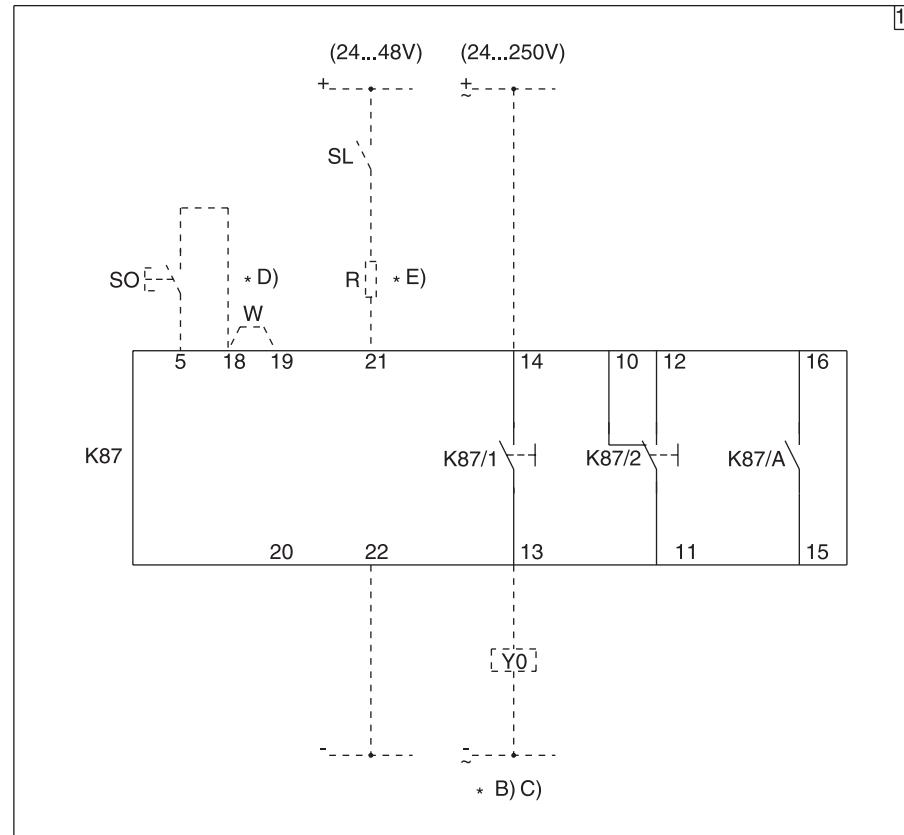 1
(24...48V) (24...250V)
+ +
~
SL
SO * D) R * E)
W
5 18 19 21 14 10 12 16
K87 K87/1 K87/2 K87/A
20 22 13 11 15
Y0
- -
~
* B) C)